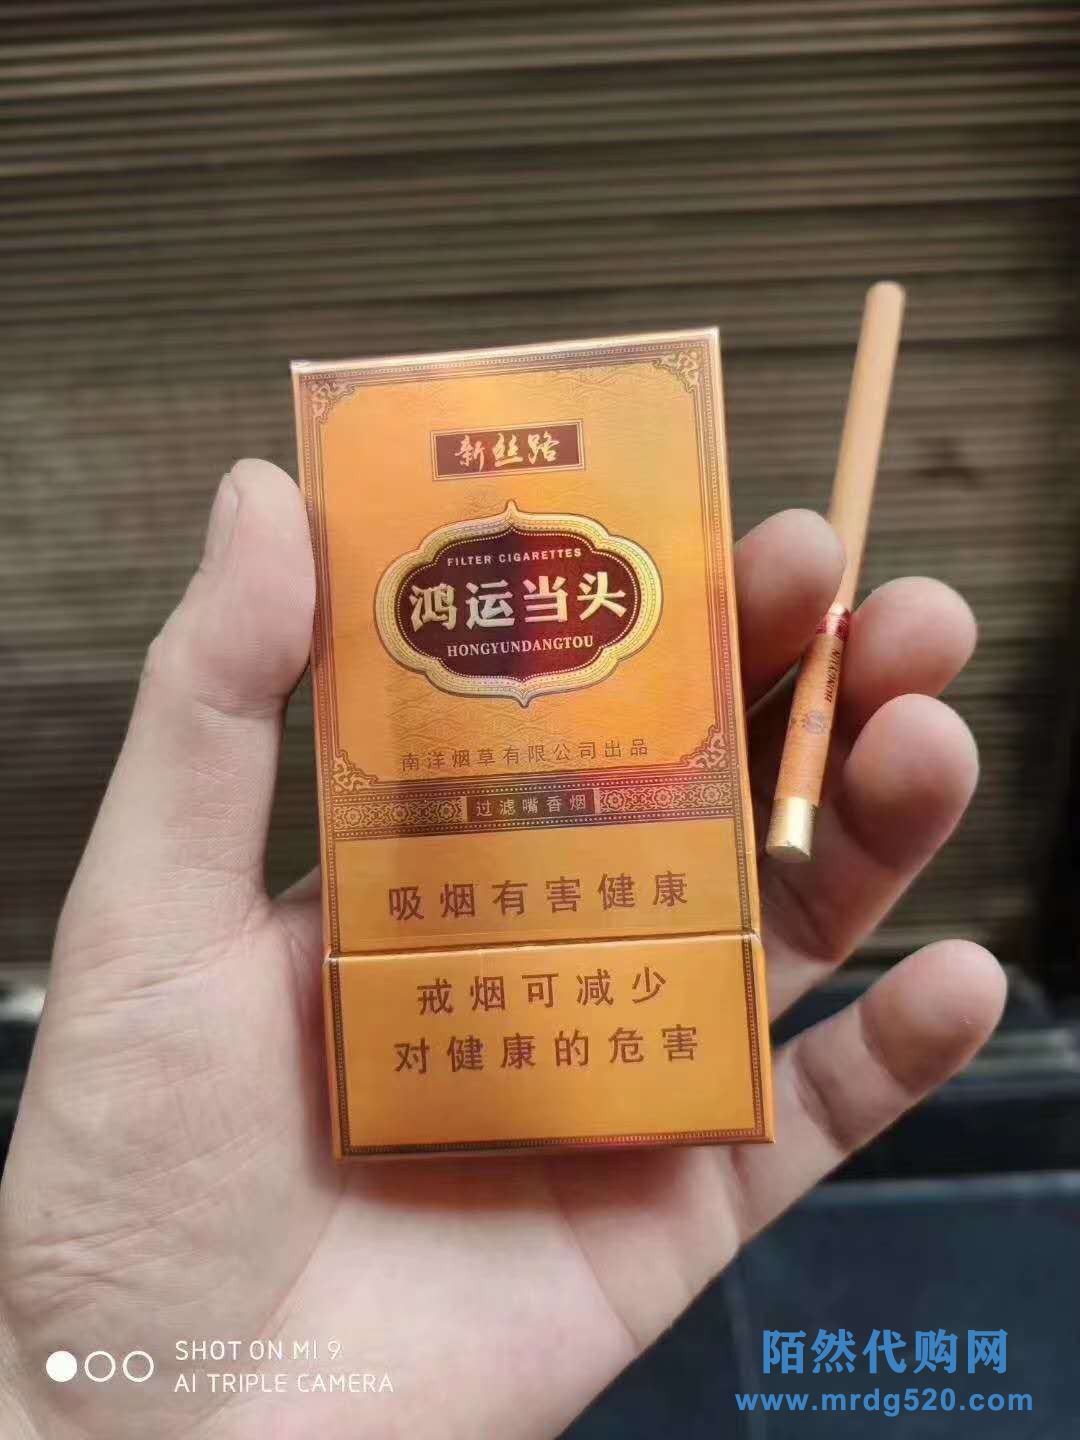 新丝路
FILTER CIGARETTES
鸿运当头
HONGYUNDANGTOU
南洋烟草有限公司出品
过滤嘴香烟
吸烟有害健康
戒烟可减少
对健康的危害
SHOT ON MI 9
AI TRIPLE CAMERA
陌然代购网
www.mrdg520.com